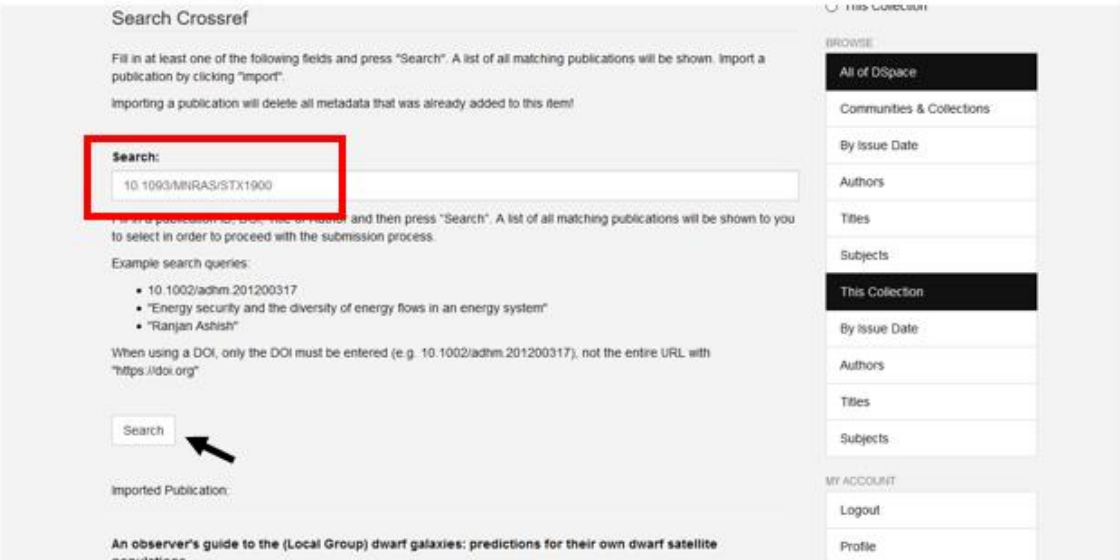 Search Crossref
Fill in at least one of the following fields and press "Search". A list of all matching publications will be shown. Import a
publication by clicking "import".
Importing a publication will delete all metadata that was already added to this item!
Search:
10.1093/MNRAS/STX1900
and then press "Search". A list of all matching publications will be shown to you
to select in order to proceed with the submission process.
Example search queries:
• 10.1002/adhm.201200317
• "Energy security and the diversity of energy flows in an energy system"
• "Ranjan Ashish"
When using a DOI, only the DOI must be entered (e.g. 10.1002/adhm.201200317), not the entire URL with
"https://doi.org"
Search
Imported Publication:
An observer's guide to the (Local Group) dwarf galaxies: predictions for their own dwarf satellite
populations
This Collection
BROWSE
All of DSpace
Communities & Collections
By Issue Date
Authors
Titles
Subjects
This Collection
By Issue Date
Authors
Titles
Subjects
MY ACCOUNT
Logout
Profile